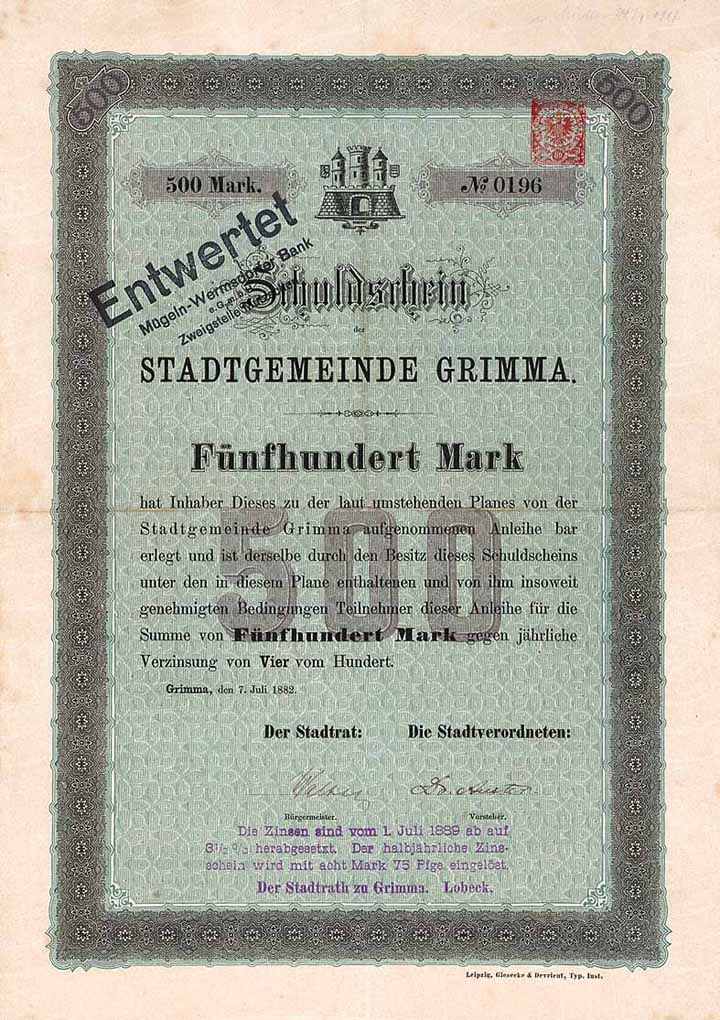 500
500
500 Mark.
№ 0196
Entwertet
Mügeln-Wermsdorfer Bank
e.G.m.b.H.
Zweigstelle
Schuldschein
der
STADTGEMEINDE GRIMMA.
Fünfhundert Mark
hat Inhaber Dieses zu der laut umstehenden Planes von der
Stadtgemeinde Grimma aufgenommenen Anleihe bar
erlegt und ist derselbe durch den Besitz dieses Schuldscheins
unter den in diesem Plane enthaltenen und von ihm insoweit
genehmigten Bedingungen Teilnehmer dieser Anleihe für die
Summe von Fünfhundert Mark gegen jährliche
Verzinsung von Vier vom Hundert.
500
Grimma, den 7. Juli 1882.
Der Stadtrat: Die Stadtverordneten:
Bürgermeister. Vorsteher.
Die Zinsen sind vom 1. Juli 1889 ab auf
3½ % herabgesetzt. Der halbjährliche Zins-
schein wird mit acht Mark 75 Pfge. eingelöst.
Der Stadtrath zu Grimma. Lobeck.
Leipzig, Giesecke & Devrient, Typ. Inst.